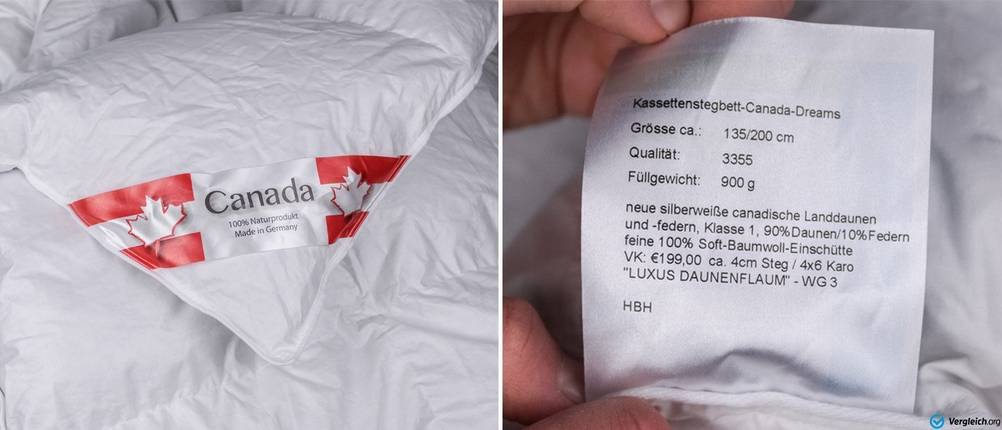 Canada
100% Naturprodukt
Made in Germany
Kassettenstegbett-Canada-Dreams
Grösse ca.: 135/200 cm
Qualität: 3355
Füllgewicht: 900 g
neue silberweiße canadische Landdaunen
und -federn, Klasse 1, 90%Daunen/10%Federn
feine 100% Soft-Baumwoll-Einschütte
VK: €199,00 ca. 4cm Steg / 4x6 Karo
"LUXUS DAUNENFLAUM" - WG 3
HBH
Vergleich.org